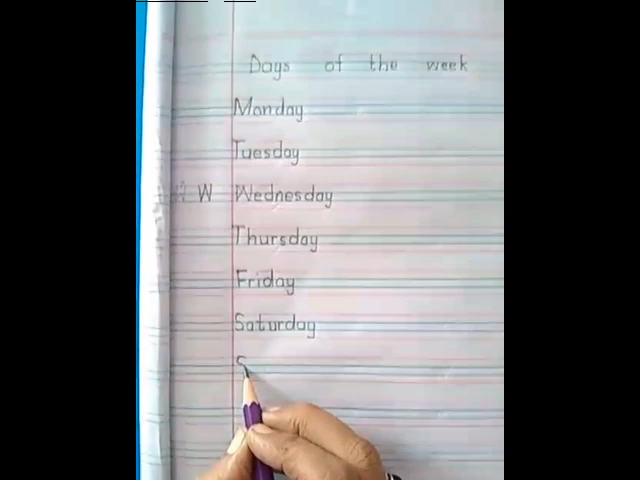 Days of the week
Monday
Tuesday
W Wednesday
Thursday
Friday
Saturday
S